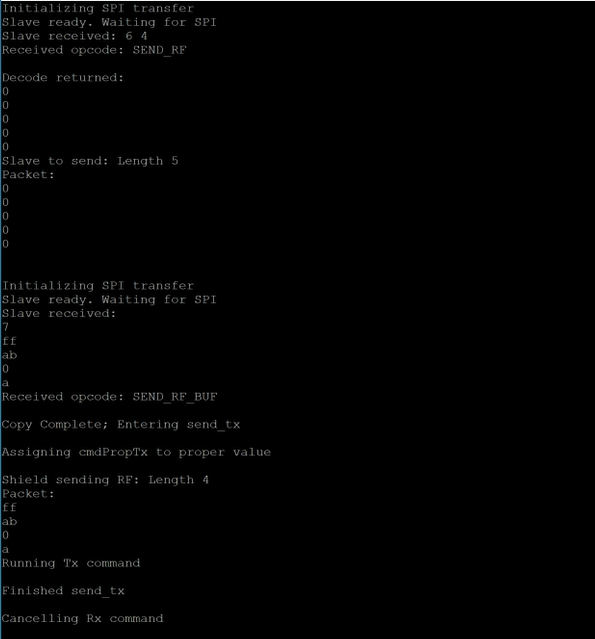 Initializing SPI transfer
Slave ready. Waiting for SPI
Slave received: 6 4
Received opcode: SEND_RF
Decode returned:
0
0
0
0
0
Slave to send: Length 5
Packet:
0
0
0
0
0
Initializing SPI transfer
Slave ready. Waiting for SPI
Slave received:
7
ff
ab
0
a
Received opcode: SEND_RF_BUF
Copy Complete; Entering send_tx
Assigning cmdPropTx to proper value
Shield sending RF: Length 4
Packet:
ff
ab
0
a
Running Tx command
Finished send_tx
Cancelling Rx command